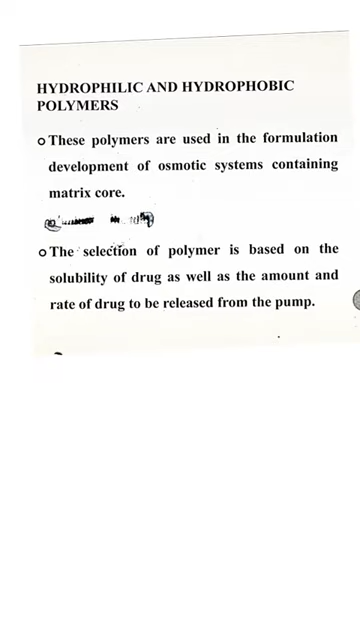 HYDROPHILIC AND HYDROPHOBIC
POLYMERS
o These polymers are used in the formulation
development of osmotic systems containing
matrix core.
o The selection of polymer is based on the
solubility of drug as well as the amount and
rate of drug to be released from the pump.